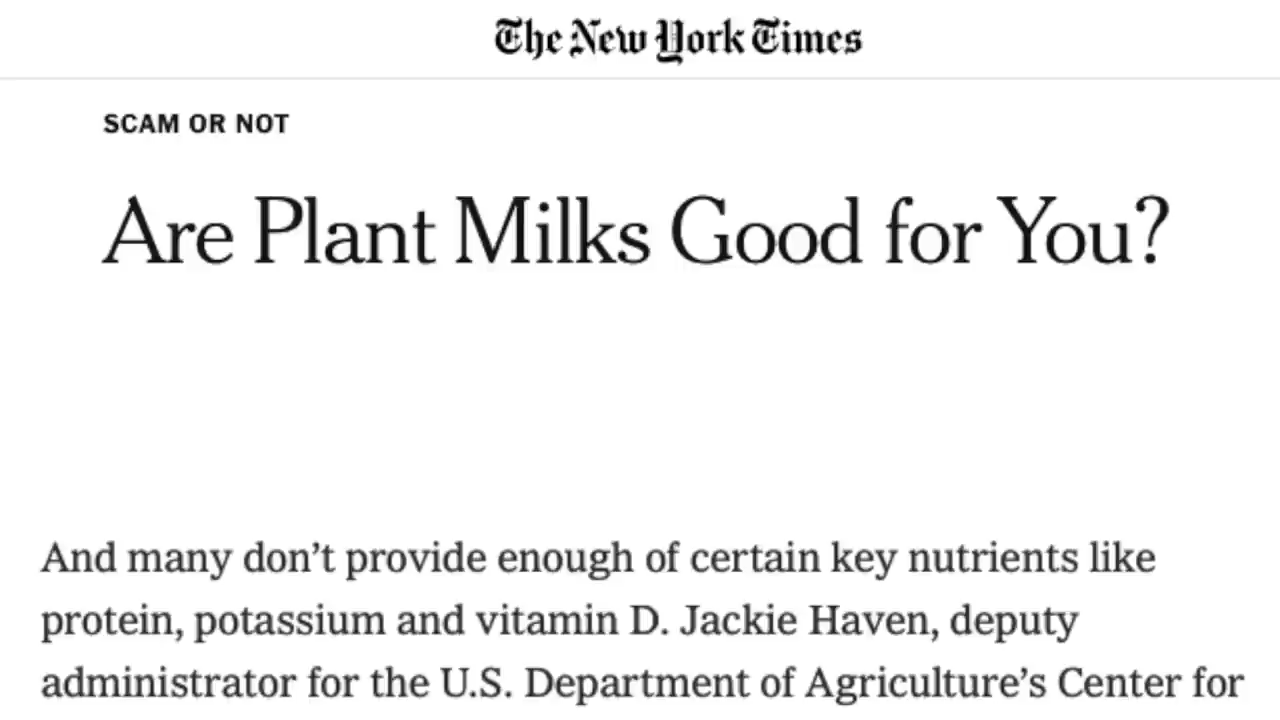 The New York Times
SCAM OR NOT
Are Plant Milks Good for You?
And many don’t provide enough of certain key nutrients like
protein, potassium and vitamin D. Jackie Haven, deputy
administrator for the U.S. Department of Agriculture’s Center for